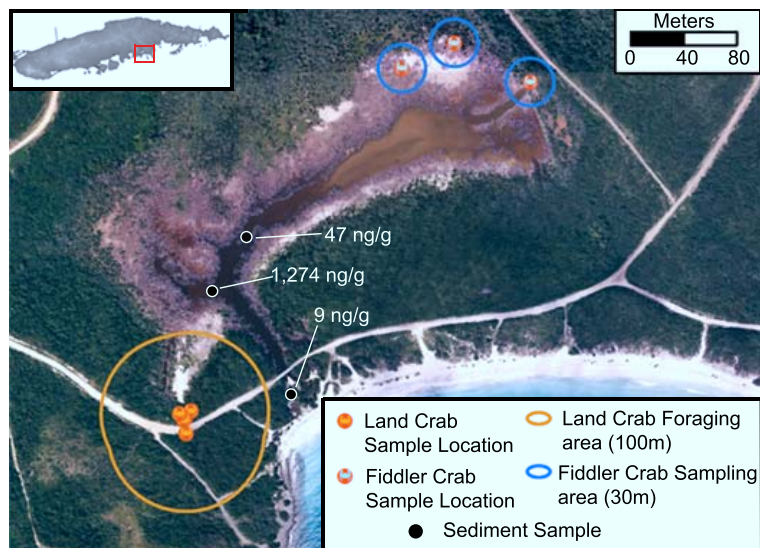 Meters
0 40 80
47 ng/g
1,274 ng/g
9 ng/g
Land Crab
Sample Location
Land Crab Foraging
area (100m)
Fiddler Crab
Sample Location
Fiddler Crab Sampling
area (30m)
Sediment Sample